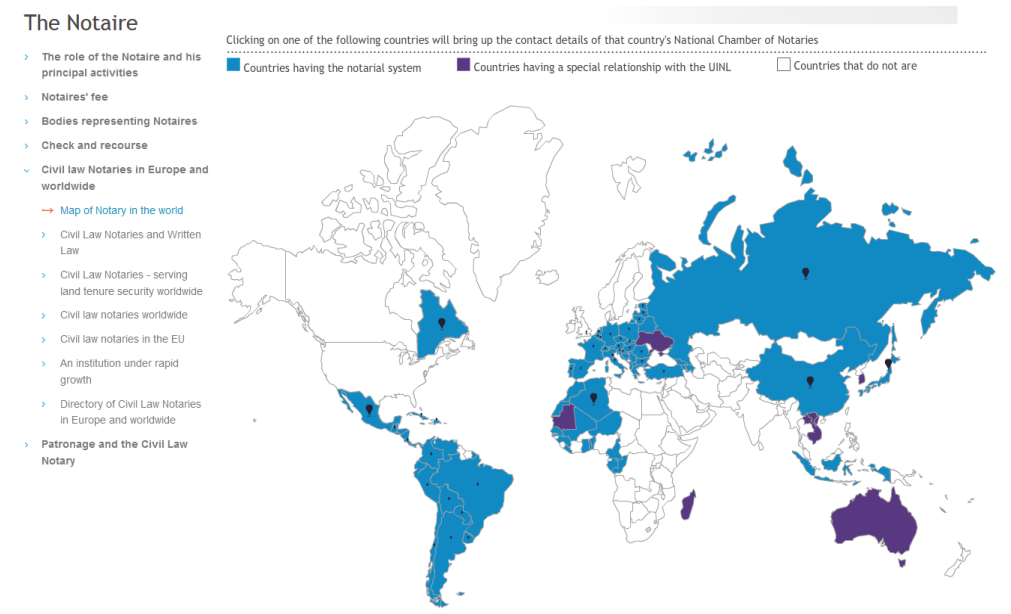 The Notaire
The role of the Notaire and his
principal activities
Notaires' fee
Bodies representing Notaires
Check and recourse
Civil law Notaries in Europe and
worldwide
Map of Notary in the world
Civil Law Notaries and Written
Law
Civil Law Notaries - serving
land tenure security worldwide
Civil law notaries worldwide
Civil law notaries in the EU
An institution under rapid
growth
Directory of Civil Law Notaries
in Europe and worldwide
Patronage and the Civil Law
Notary
Clicking on one of the following countries will bring up the contact details of that country's National Chamber of Notaries
Countries having the notarial system
Countries having a special relationship with the UINL
Countries that do not are